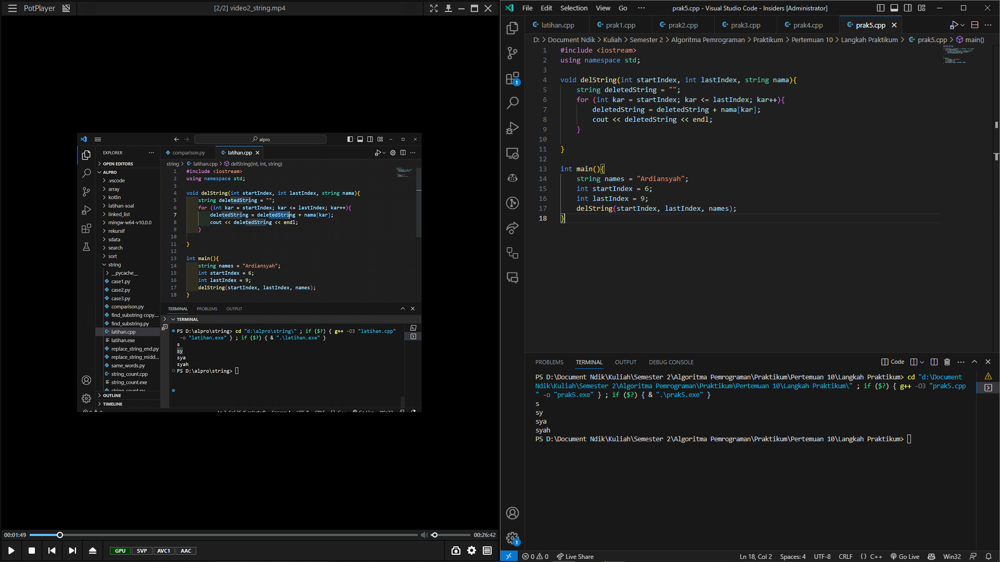 PotPlayer
[2/2] video2_string.mp4
alpro
EXPLORER
OPEN EDITORS
ALPRO
.vscode
array
kotlin
latihan-soal
linked_list
mingw-w64-v10.0.0
rekursif
sdata
search
sort
string
__pycache__
case1.py
case2.py
case3.py
comparison.py
find_substring copy....
find_substring.py
latihan.cpp
latihan.exe
replace_string_end.py
replace_string_midd...
same_words.py
string_count.cpp
string_count.exe
string_count.py
OUTLINE
TIMELINE
comparison.py
latihan.cpp
string > latihan.cpp > delString(int, int, string)
1 #include <iostream>
2 using namespace std;
3
4 void delString(int startIndex, int lastIndex, string nama){
5 string deletedString = "";
6 for (int kar = startIndex; kar <= lastIndex; kar++){
7 deletedString = deletedString + nama[kar];
8 cout << deletedString << endl;
9 }
10
11 }
12
13 int main(){
14 string names = "Ardiansyah";
15 int startIndex = 6;
16 int lastIndex = 9;
17 delString(startIndex, lastIndex, names);
18 }
TERMINAL PROBLEMS OUTPUT
TERMINAL
PS D:\alpro\string> cd "d:\alpro\string\" ; if ($?) { g++ -O3 "latihan.cpp"
-o "latihan.exe" } ; if ($?) { & ".\latihan.exe" }
s
sy
sya
syah
PS D:\alpro\string>
00:01:49
00:26:42
GPU SVP AVC1 AAC
File Edit Selection View Go ···
prak5.cpp - Visual Studio Code - Insiders [Administrator]
latihan.cpp
prak1.cpp
prak2.cpp
prak3.cpp
prak4.cpp
prak5.cpp
D: > Document Ndik > Kuliah > Semester 2 > Algoritma Pemrograman > Praktikum > Pertemuan 10 > Langkah Praktikum > prak5.cpp > main()
1 #include <iostream>
2 using namespace std;
3
4 void delString(int startIndex, int lastIndex, string nama){
5 string deletedString = "";
6 for (int kar = startIndex; kar <= lastIndex; kar++){
7 deletedString = deletedString + nama[kar];
8 cout << deletedString << endl;
9 }
10
11 }
12
13 int main(){
14 string names = "Ardiansyah";
15 int startIndex = 6;
16 int lastIndex = 9;
17 delString(startIndex, lastIndex, names);
18 }
PROBLEMS TERMINAL OUTPUT DEBUG CONSOLE
Code
PS D:\Document Ndik\Kuliah\Semester 2\Algoritma Pemrograman\Praktikum\Pertemuan 10\Langkah Praktikum> cd "d:\Document
Ndik\Kuliah\Semester 2\Algoritma Pemrograman\Praktikum\Pertemuan 10\Langkah Praktikum\" ; if ($?) { g++ -O3 "prak5.cpp
" -o "prak5.exe" } ; if ($?) { & ".\prak5.exe" }
s
sy
sya
syah
PS D:\Document Ndik\Kuliah\Semester 2\Algoritma Pemrograman\Praktikum\Pertemuan 10\Langkah Praktikum>
1
1
0 0 Live Share
Ln 18, Col 2 Spaces: 4 UTF-8 CRLF {} C++ Go Live Win32